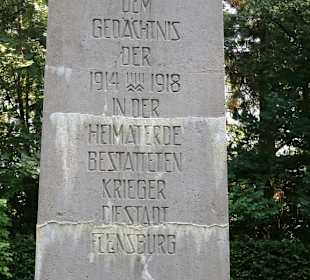 DEM
GEDÄCHTNIS
DER
1914 1918
IN DER
HEIMATERDE
BESTATTETEN
KRIEGER
DIE STADT
FLENSBURG